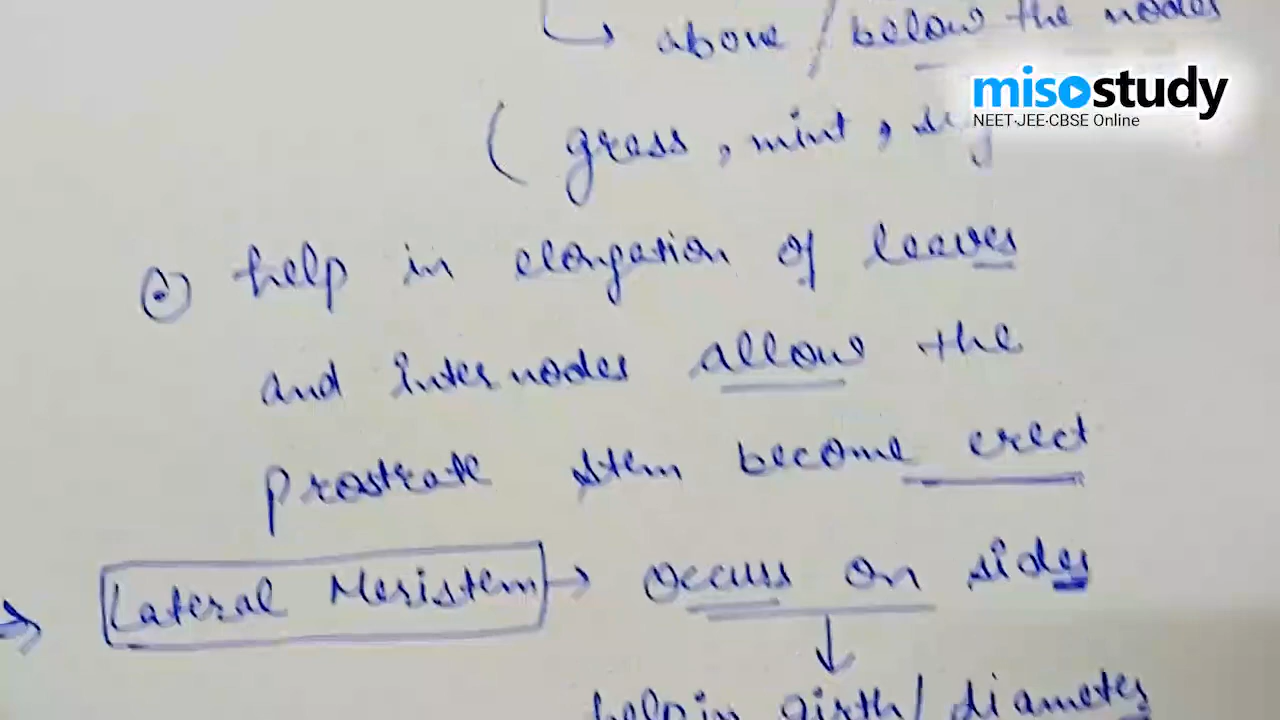 ↳ above / below the nodes
misostudy
NEET-JEE-CBSE Online
( grass, mint,
help in elongation of leaves
and internodes allow the
prostrate stem become erect
→ Lateral Meristem → occurs on sides
↓
help in girth / diameter